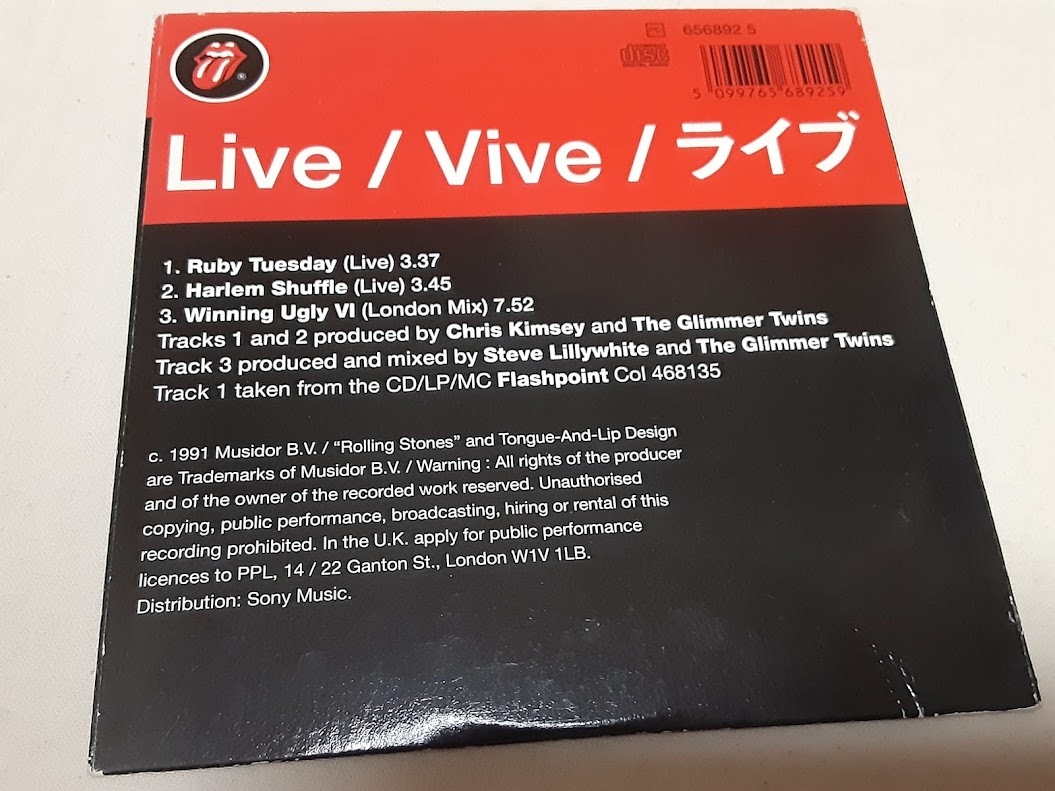 656892 5
disc
DIGITAL AUDIO
5 099765 689259
Live / Vive / ライブ
1. Ruby Tuesday (Live) 3.37
2. Harlem Shuffle (Live) 3.45
3. Winning Ugly VI (London Mix) 7.52
Tracks 1 and 2 produced by Chris Kimsey and The Glimmer Twins
Track 3 produced and mixed by Steve Lillywhite and The Glimmer Twins
Track 1 taken from the CD/LP/MC Flashpoint Col 468135
c. 1991 Musidor B.V. / “Rolling Stones” and Tongue-And-Lip Design
are Trademarks of Musidor B.V. / Warning : All rights of the producer
and of the owner of the recorded work reserved. Unauthorised
copying, public performance, broadcasting, hiring or rental of this
recording prohibited. In the U.K. apply for public performance
licences to PPL, 14 / 22 Ganton St., London W1V 1LB.
Distribution: Sony Music.